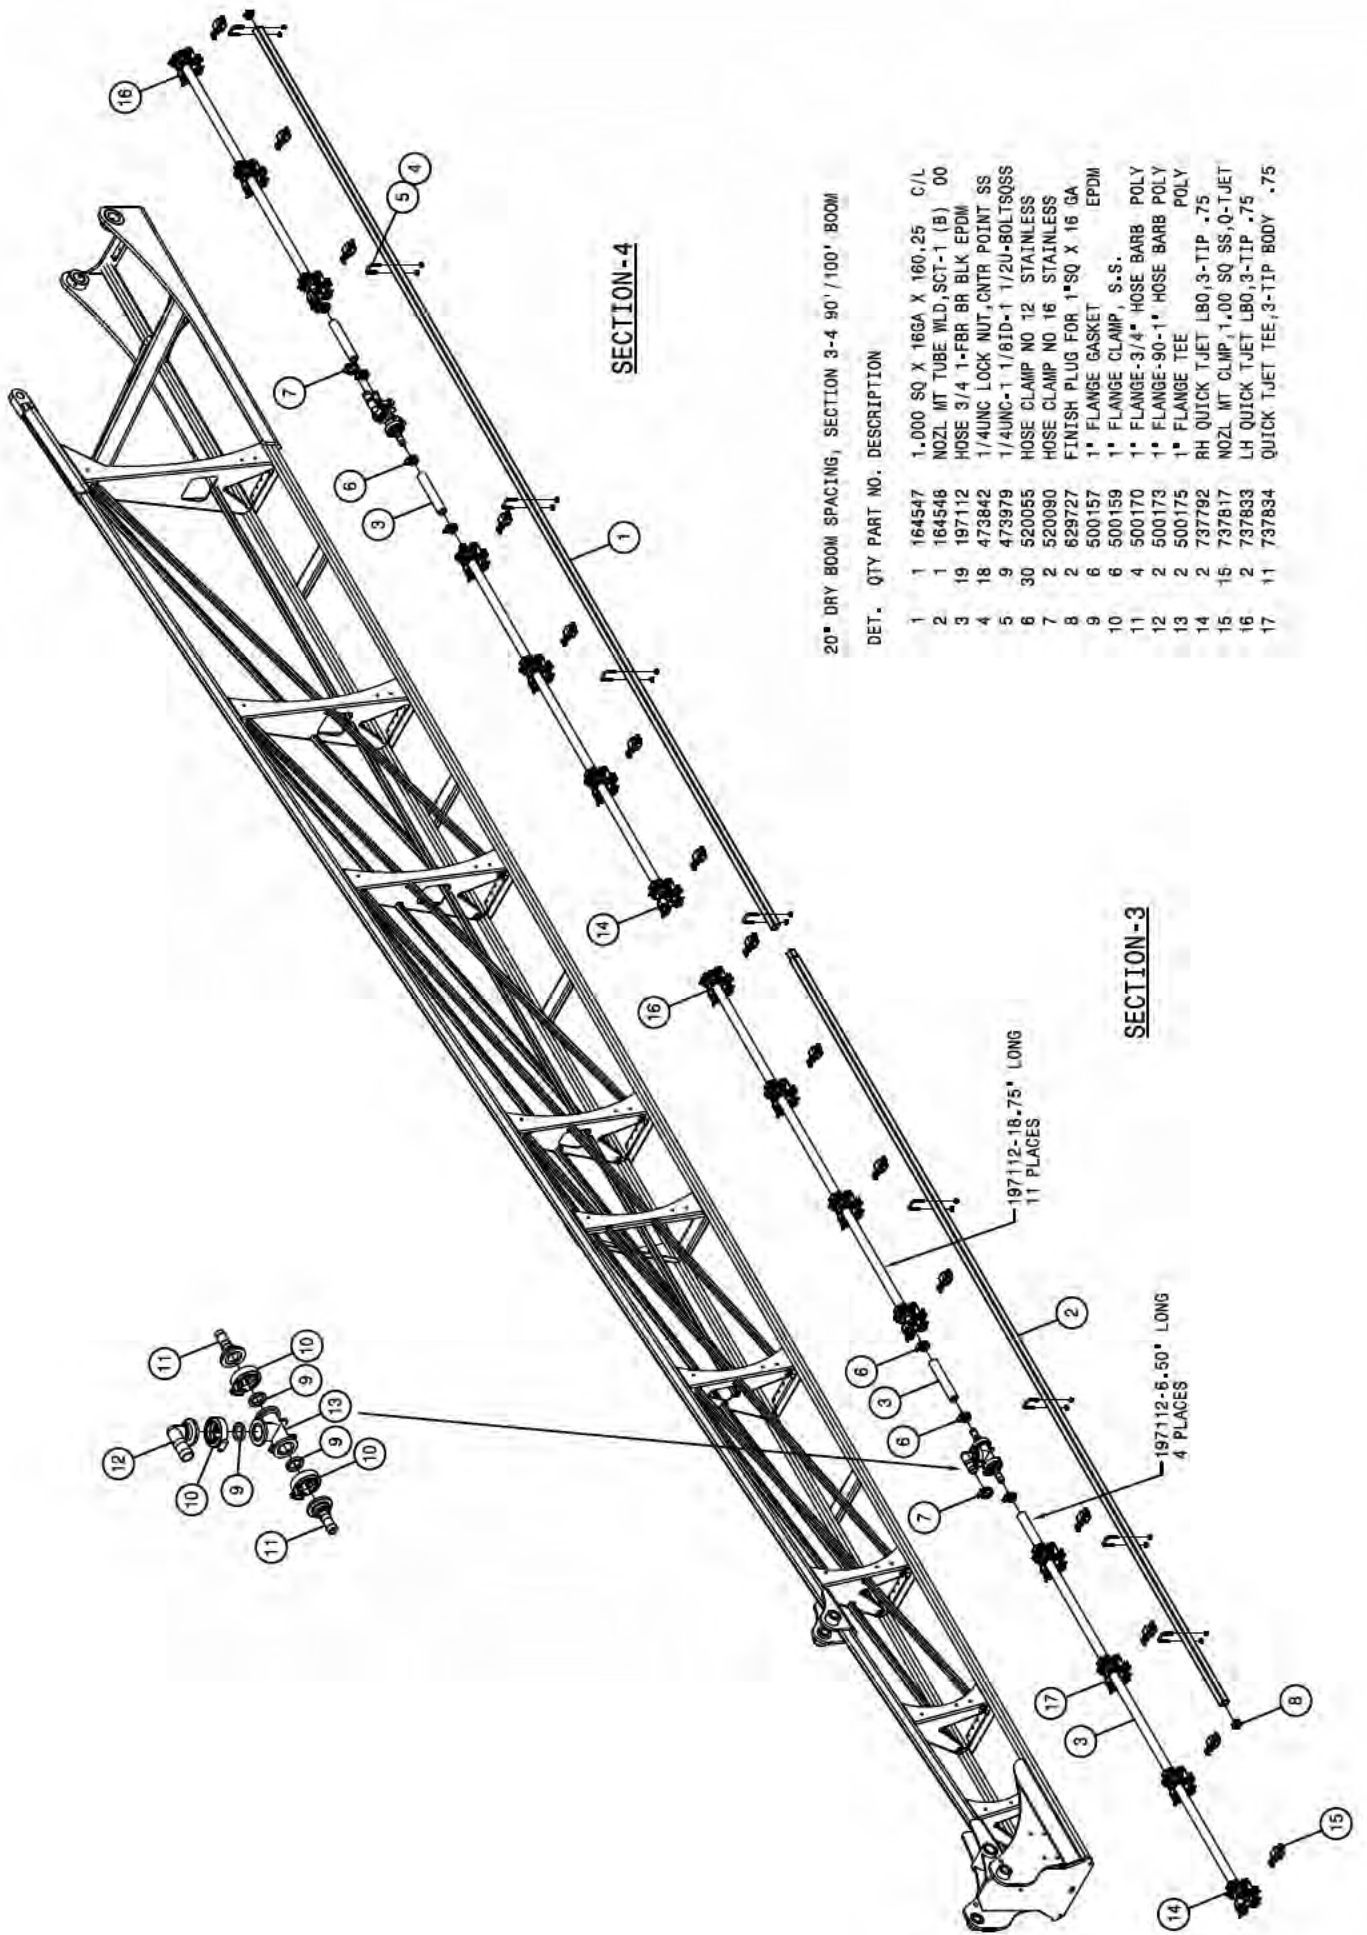 20" DRY BOOM SPACING, SECTION 3-4 90'/100' BOOM
DET. QTY PART NO. DESCRIPTION
1 1 164547 1.000 SQ X 16GA X 160.25 C/L
2 1 164546 NOZL MT TUBE WLD,SCT-1 (B) 00
3 19 197112 HOSE 3/4 1-FBR BR BLK EPDM
4 18 473842 1/4UNC LOCK NUT,CNTR POINT SS
5 9 473979 1/4UNC-1 1/8ID-1 1/2U-BOLTSQSS
6 30 520055 HOSE CLAMP NO 12 STAINLESS
7 2 520090 HOSE CLAMP NO 16 STAINLESS
8 2 629727 FINISH PLUG FOR 1"SQ X 16 GA
9 6 500157 1" FLANGE GASKET EPDM
10 6 500159 1" FLANGE CLAMP, S.S.
11 4 500170 1" FLANGE-3/4" HOSE BARB POLY
12 2 500173 1" FLANGE-90-1" HOSE BARB POLY
13 2 500175 1" FLANGE TEE POLY
14 2 737792 RH QUICK TJET LBO,3-TIP .75
15 15 737817 NOZL MT CLMP,1.00 SQ SS,Q-TJET
16 2 737833 LH QUICK TJET LBO,3-TIP .75
17 11 737834 QUICK TJET TEE,3-TIP BODY .75
SECTION-4
SECTION-3
197112-18.75" LONG
11 PLACES
197112-6.50" LONG
4 PLACES
16
5
4
7
6
3
1
14
16
6
3
6
7
2
17
3
8
15
14
11
10
9
13
12
10
9
9
10
11